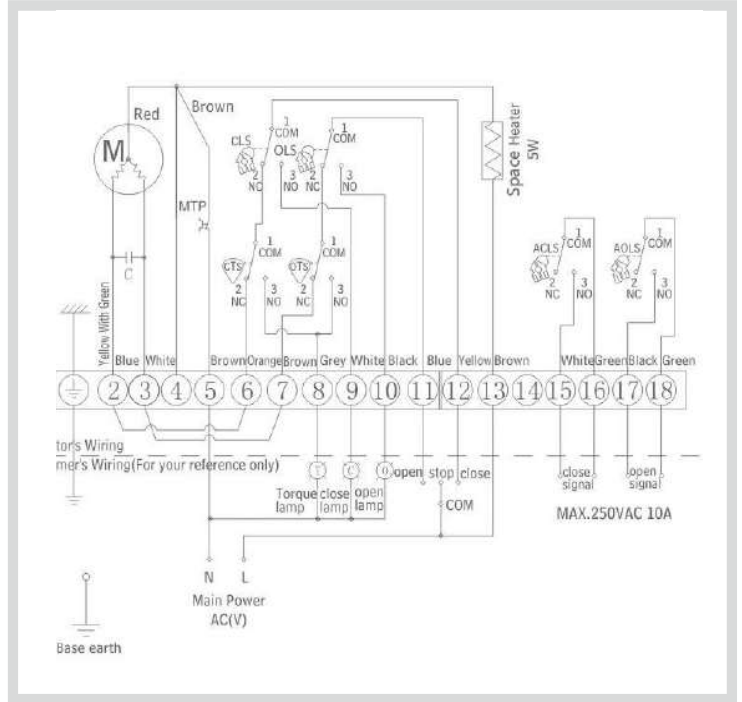 Red
Brown
M
MTP
C
CLS
1
COM
OLS
1
COM
2
NC
3
NO
2
NC
3
NO
CTS
1
COM
OTS
1
COM
2
NC
3
NO
2
NC
3
NO
Space Heater
5W
ACLS
1
COM
AOLS
1
COM
2
NC
3
NO
2
NC
3
NO
Yellow With Green
Blue White Brown Orange Brown Grey White Black Blue Yellow Brown White Green Black Green
2 3 4 5 6 7 8 9 10 11 12 13 14 15 16 17 18
tor's Wiring
mer's Wiring(For your reference only)
T C O open stop close
Torque lamp
close lamp
open lamp
COM
close signal
open signal
MAX.250VAC 10A
N L
Main Power
AC(V)
Base earth